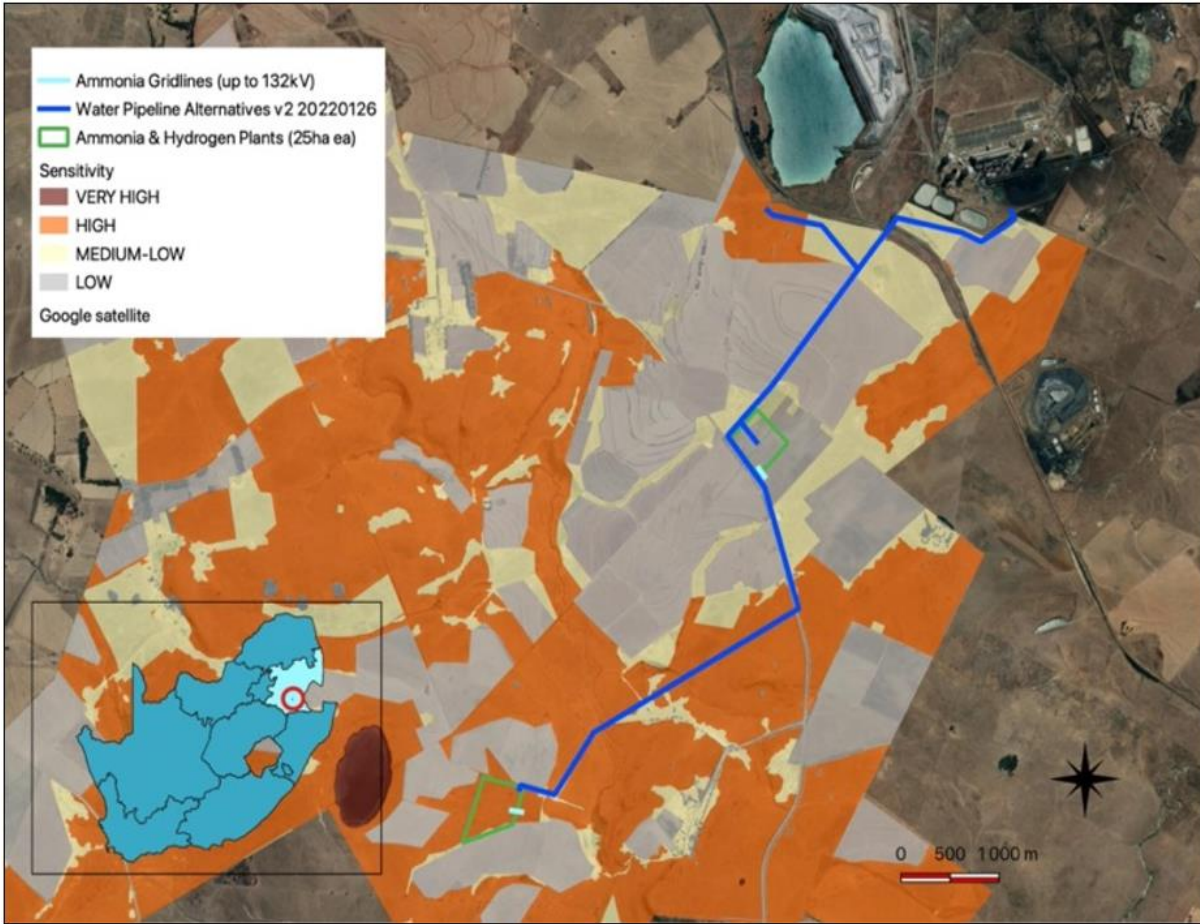 Ammonia Gridlines (up to 132kV)
Water Pipeline Alternatives v2 20220126
Ammonia & Hydrogen Plants (25ha ea)
Sensitivity
VERY HIGH
HIGH
MEDIUM-LOW
LOW
Google satellite
0 500 1000 m